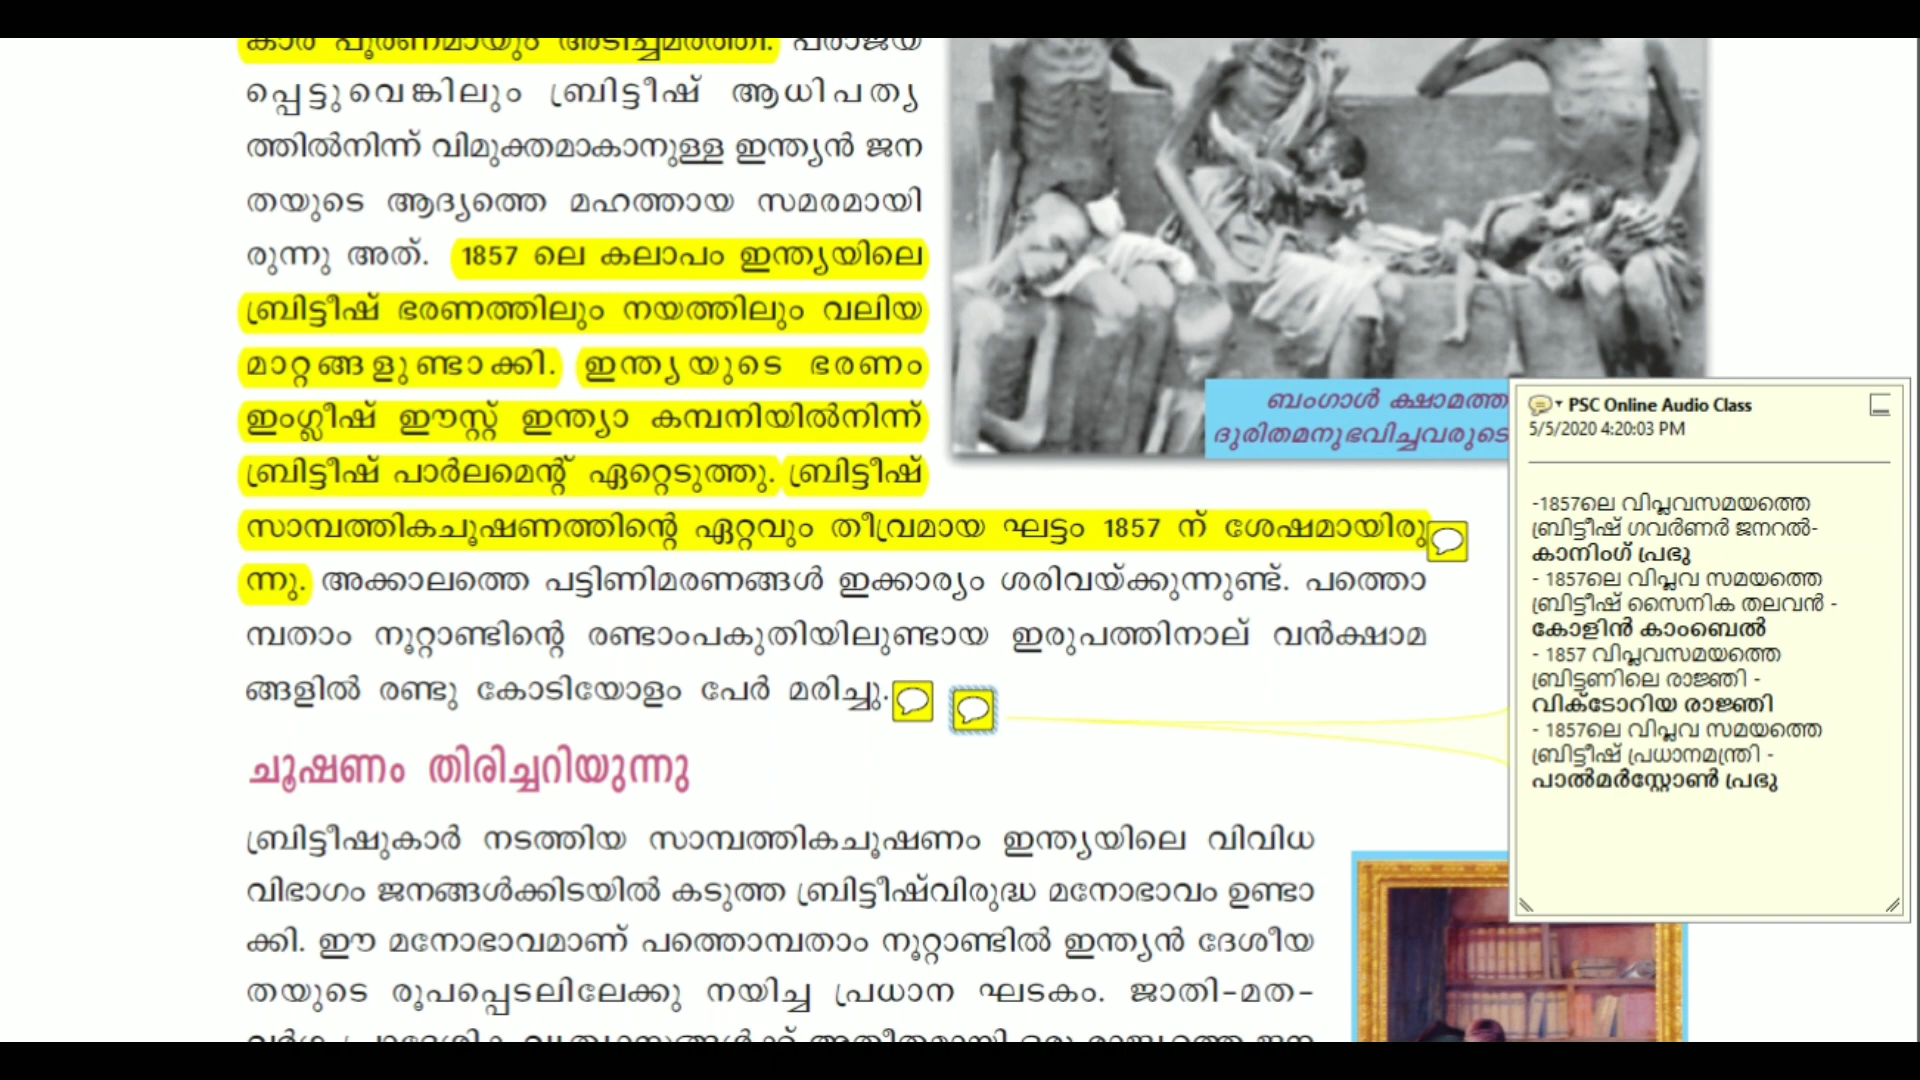 കാർ പൂർണമായും അടിച്ചമർത്തി. പരാജയ
പ്പെട്ടുവെങ്കിലും ബ്രിട്ടീഷ് ആധിപത്യ
ത്തിൽനിന്ന് വിമുക്തമാകാനുള്ള ഇന്ത്യൻ ജന
തയുടെ ആദ്യത്തെ മഹത്തായ സമരമായി
രുന്നു അത്. 1857 ലെ കലാപം ഇന്ത്യയിലെ
ബ്രിട്ടീഷ് ഭരണത്തിലും നയത്തിലും വലിയ
മാറ്റങ്ങളുണ്ടാക്കി. ഇന്ത്യയുടെ ഭരണം
ഇംഗ്ലീഷ് ഈസ്റ്റ് ഇന്ത്യാ കമ്പനിയിൽനിന്ന്
ബ്രിട്ടീഷ് പാർലമെന്റ് ഏറ്റെടുത്തു. ബ്രിട്ടീഷ്
സാമ്പത്തികചൂഷണത്തിന്റെ ഏറ്റവും തീവ്രമായ ഘട്ടം 1857 ന് ശേഷമായിരു
ന്നു. അക്കാലത്തെ പട്ടിണിമരണങ്ങൾ ഇക്കാര്യം ശരിവയ്ക്കുന്നുണ്ട്. പത്തൊ
മ്പതാം നൂറ്റാണ്ടിന്റെ രണ്ടാംപകുതിയിലുണ്ടായ ഇരുപത്തിനാല് വൻക്ഷാമ
ങ്ങളിൽ രണ്ടു കോടിയോളം പേർ മരിച്ചു.
ബംഗാൾ ക്ഷാമത്ത
ദുരിതമനുഭവിച്ചവരുടെ
ചൂഷണം തിരിച്ചറിയുന്നു
ബ്രിട്ടീഷുകാർ നടത്തിയ സാമ്പത്തികചൂഷണം ഇന്ത്യയിലെ വിവിധ
വിഭാഗം ജനങ്ങൾക്കിടയിൽ കടുത്ത ബ്രിട്ടീഷ്‌വിരുദ്ധ മനോഭാവം ഉണ്ടാ
ക്കി. ഈ മനോഭാവമാണ് പത്തൊമ്പതാം നൂറ്റാണ്ടിൽ ഇന്ത്യൻ ദേശീയ
തയുടെ രൂപപ്പെടലിലേക്കു നയിച്ച പ്രധാന ഘടകം. ജാതി-മത-
PSC Online Audio Class
5/5/2020 4:20:03 PM
-1857ലെ വിപ്ലവസമയത്തെ
ബ്രിട്ടീഷ് ഗവർണർ ജനറൽ-
കാനിംഗ് പ്രഭു
- 1857ലെ വിപ്ലവ സമയത്തെ
ബ്രിട്ടീഷ് സൈനിക തലവൻ -
കോളിൻ കാംബെൽ
- 1857 വിപ്ലവസമയത്തെ
ബ്രിട്ടണിലെ രാജ്ഞി -
വിക്ടോറിയ രാജ്ഞി
- 1857ലെ വിപ്ലവ സമയത്തെ
ബ്രിട്ടീഷ് പ്രധാനമന്ത്രി -
പാൽമർസ്റ്റോൺ പ്രഭു